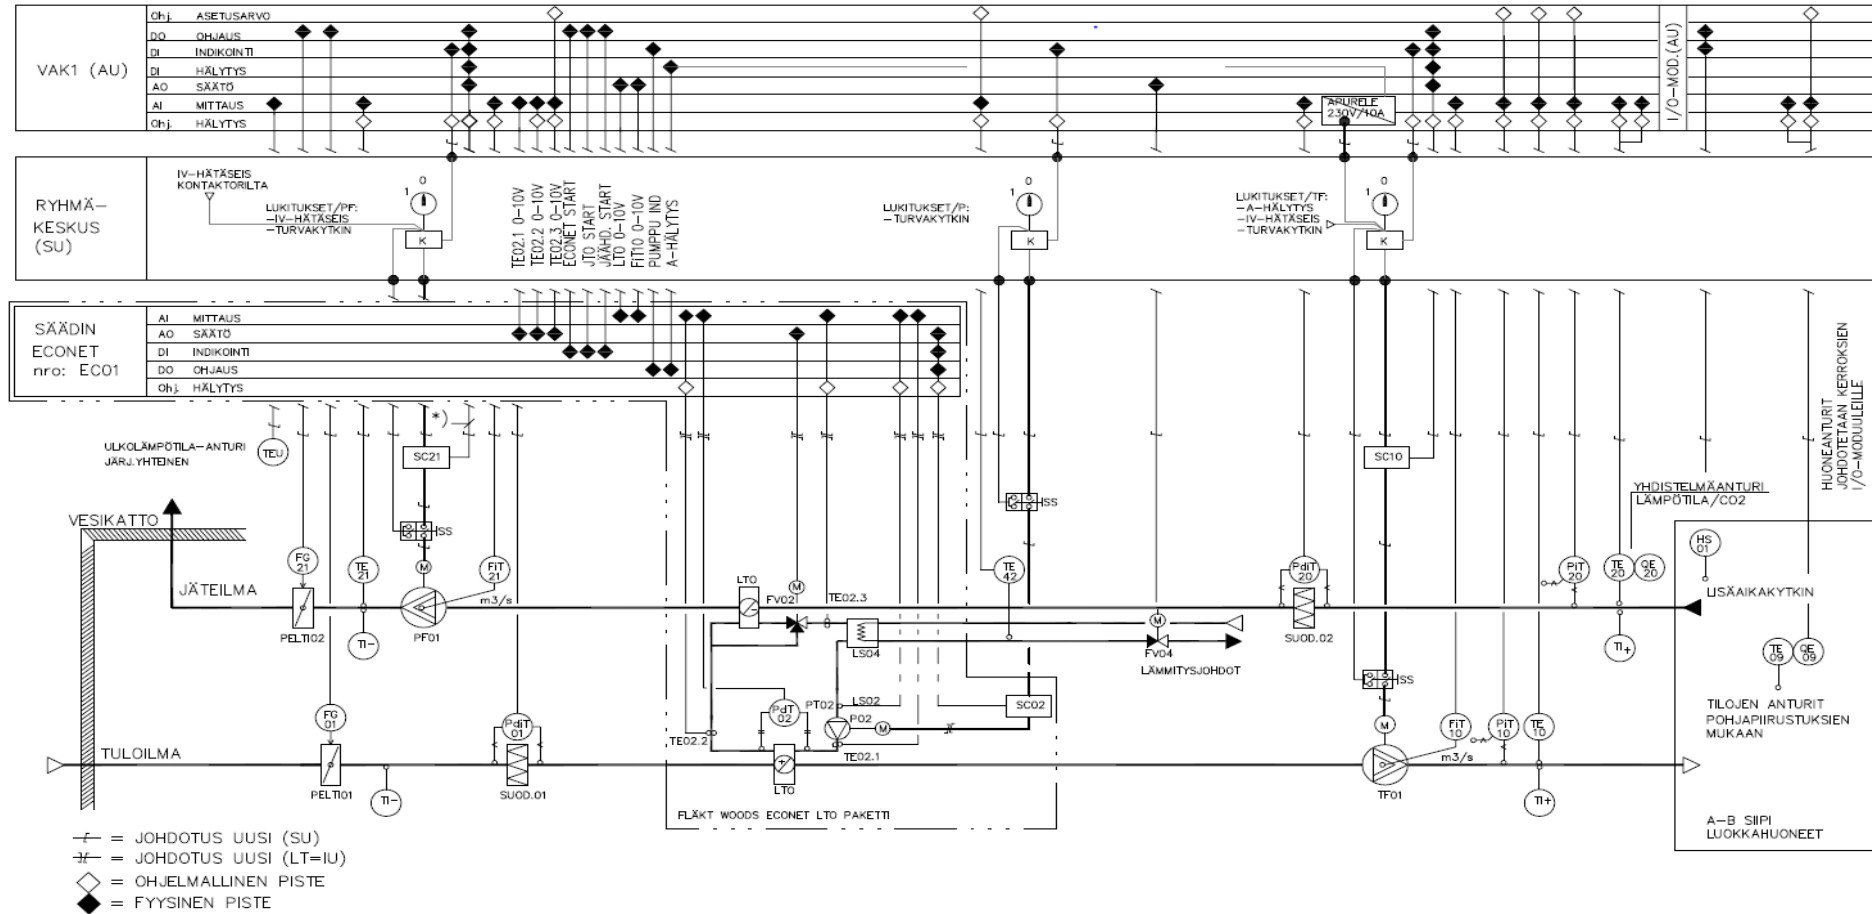 VAK1 (AU)
Ohj. ASETUSARVO
DO OHJAUS
DI INDIKOINTI
DI HÄLYTYS
AO SÄÄTÖ
AI MITTAUS
Ohj. HÄLYTYS
APURELE
230V/10A
I/O-MOD.(AU)
RYHMÄ-
KESKUS
(SU)
IV-HÄTÄSEIS
KONTAKTORILTA
LUKITUKSET/PF:
-IV-HÄTÄSEIS
-TURVAKYTKIN
0
1
K
TE02.1 0-10V
TE02.2 0-10V
TE02.3 0-10V
ECONET START
JTO START
JÄÄHD. START
LTO 0-10V
FiT10 0-10V
PUMPPU IND
A-HÄLYTYS
LUKITUKSET/P:
-TURVAKYTKIN
0
1
K
LUKITUKSET/TF:
-A-HÄLYTYS
-IV-HÄTÄSEIS
-TURVAKYTKIN
0
1
K
SÄÄDIN
ECONET
nro: EC01
AI MITTAUS
AO SÄÄTÖ
DI INDIKOINTI
DO OHJAUS
Ohj. HÄLYTYS
HUONEANTURIT
JOHDOTETAAN KERROKSIEN
I/O-MODUULEILLE
ULKOLÄMPÖTILA-ANTURI
JÄRJ.YHTEINEN
TEU
*)
SC21
SC10
YHDISTELMÄANTURI
LÄMPÖTILA/CO2
VESIKATTO
SS
SS
JÄTEILMA
FG
21
TE
21
M
FiT
21
m3/s
LTO
FV02
M
TE02.3
TE
42
M
PdiT
20
PiT
20
TE
20
QE
20
HS
01
LISÄAIKAKYTKIN
PELTI02
TI-
PF01
LS04
FV04
LÄMMITYSJOHDOT
SUOD.02
TI+
TE
09
QE
09
SS
FG
01
PdiT
01
PdiT
02
PT02
LS02
P02
M
SC02
TE02.2
TE02.1
M
FiT
10
PiT
10
TE
10
m3/s
TILOJEN ANTURIT
POHJAPIIRUSTUKSIEN
MUKAAN
TULOILMA
PELTI01
TI-
SUOD.01
LTO
TF01
TI+
FLÄKT WOODS ECONET LTO PAKETTI
A-B SIIPI
LUOKKAHUONEET
= JOHDOTUS UUSI (SU)
= JOHDOTUS UUSI (LT=IU)
= OHJELMALLINEN PISTE
= FYYSINEN PISTE